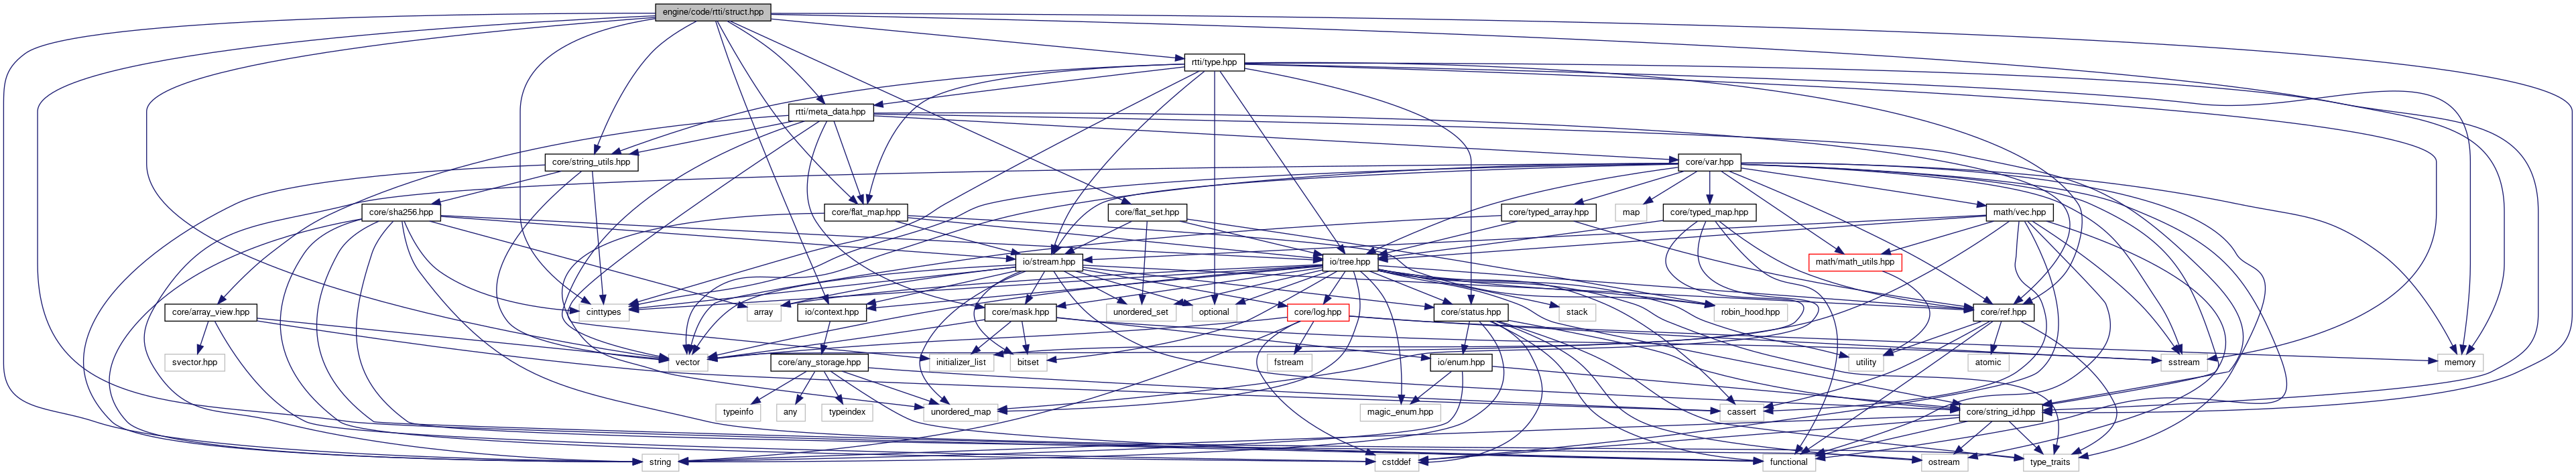 engine/code/rtti/struct.hpp
rtti/type.hpp
rtti/meta_data.hpp
core/string_utils.hpp
core/var.hpp
core/sha256.hpp
core/flat_map.hpp
core/flat_set.hpp
core/typed_array.hpp
map
core/typed_map.hpp
math/vec.hpp
io/stream.hpp
io/tree.hpp
math/math_utils.hpp
core/array_view.hpp
cinttypes
array
io/context.hpp
core/mask.hpp
unordered_set
optional
core/log.hpp
core/status.hpp
stack
robin_hood.hpp
core/ref.hpp
svector.hpp
vector
core/any_storage.hpp
initializer_list
bitset
fstream
io/enum.hpp
utility
atomic
sstream
memory
typeinfo
any
typeindex
unordered_map
magic_enum.hpp
cassert
core/string_id.hpp
string
cstddef
functional
ostream
type_traits